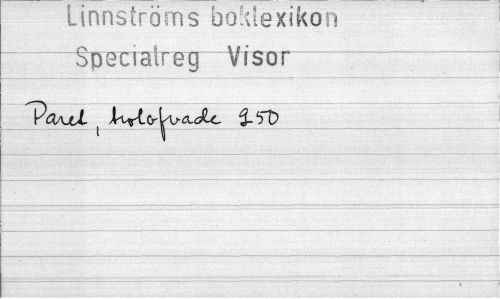 Linnströms boklexikon
Specialreg Visor
Paret, trolofvade 250